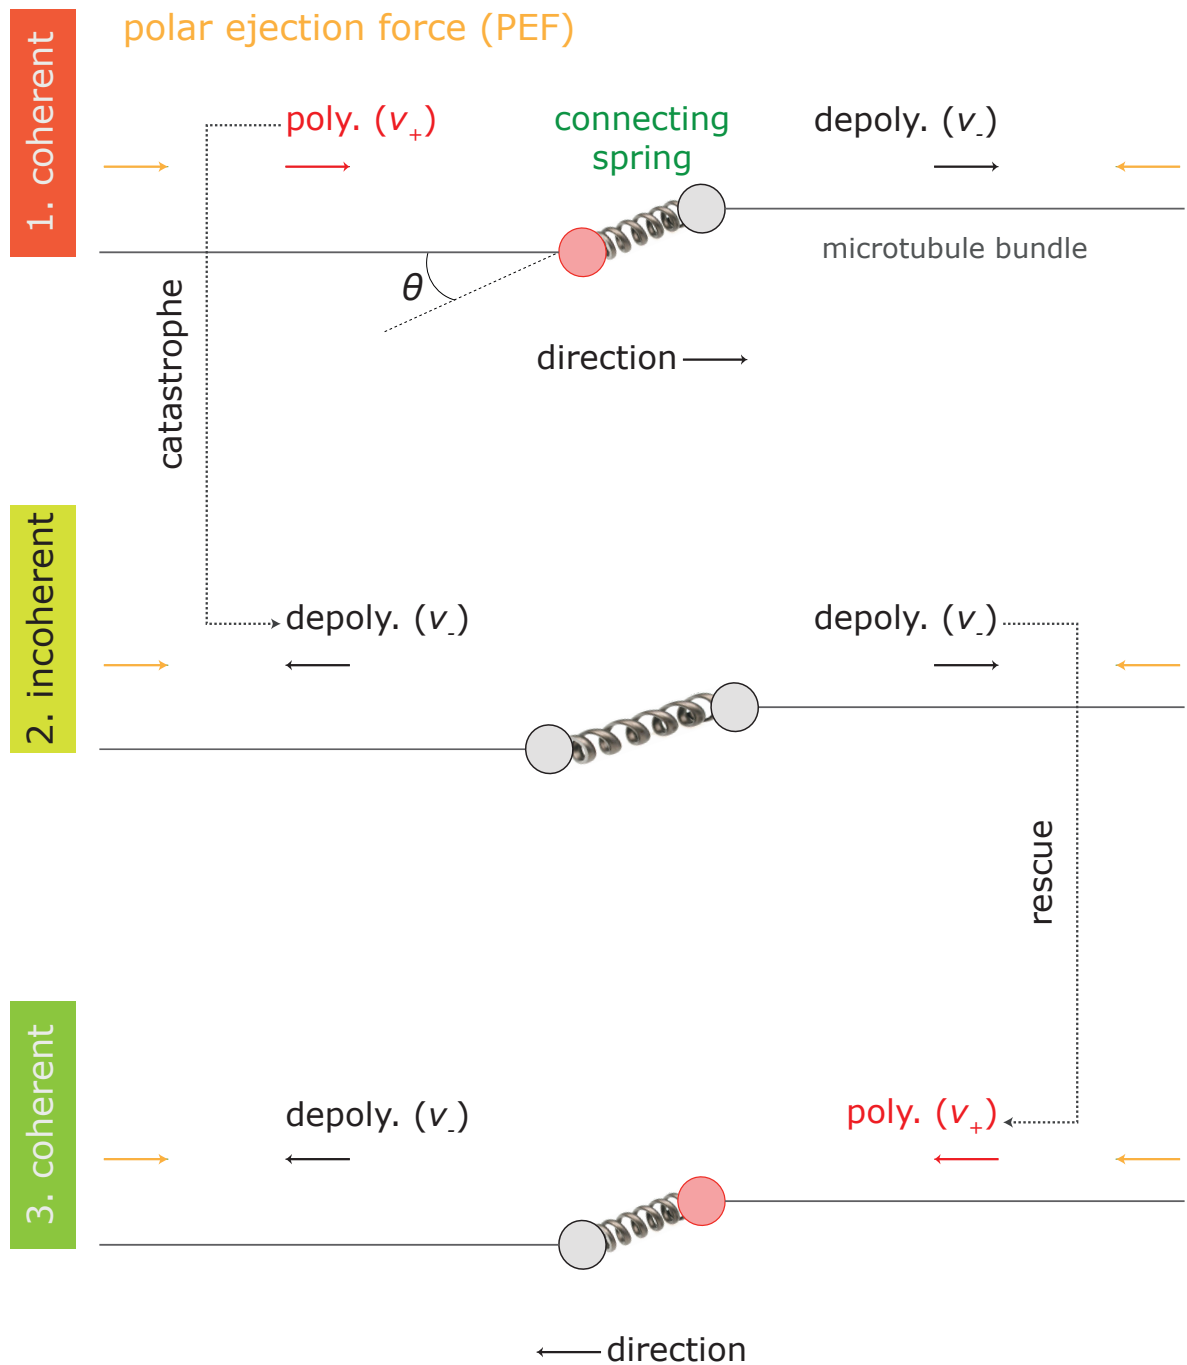 polar ejection force (PEF)
1. coherent
poly. (v₊)
connecting
spring
depoly. (v₋)
microtubule bundle
θ
direction
catastrophe
2. incoherent
depoly. (v₋)
depoly. (v₋)
rescue
3. coherent
depoly. (v₋)
poly. (v₊)
direction